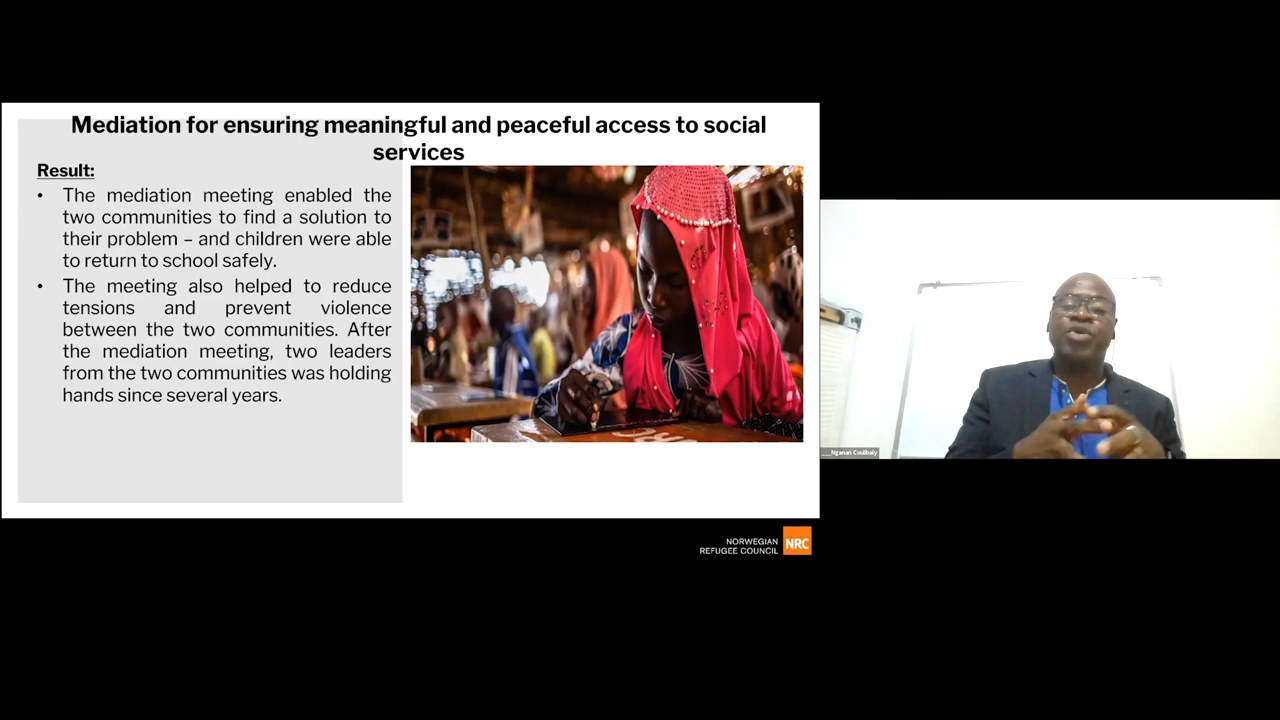 Mediation for ensuring meaningful and peaceful access to social
services
Result:
• The mediation meeting enabled the
two communities to find a solution to
their problem – and children were able
to return to school safely.
• The meeting also helped to reduce
tensions and prevent violence
between the two communities. After
the mediation meeting, two leaders
from the two communities was holding
hands since several years.
NORWEGIAN
REFUGEE COUNCIL
NRC
Nganan Coulibaly